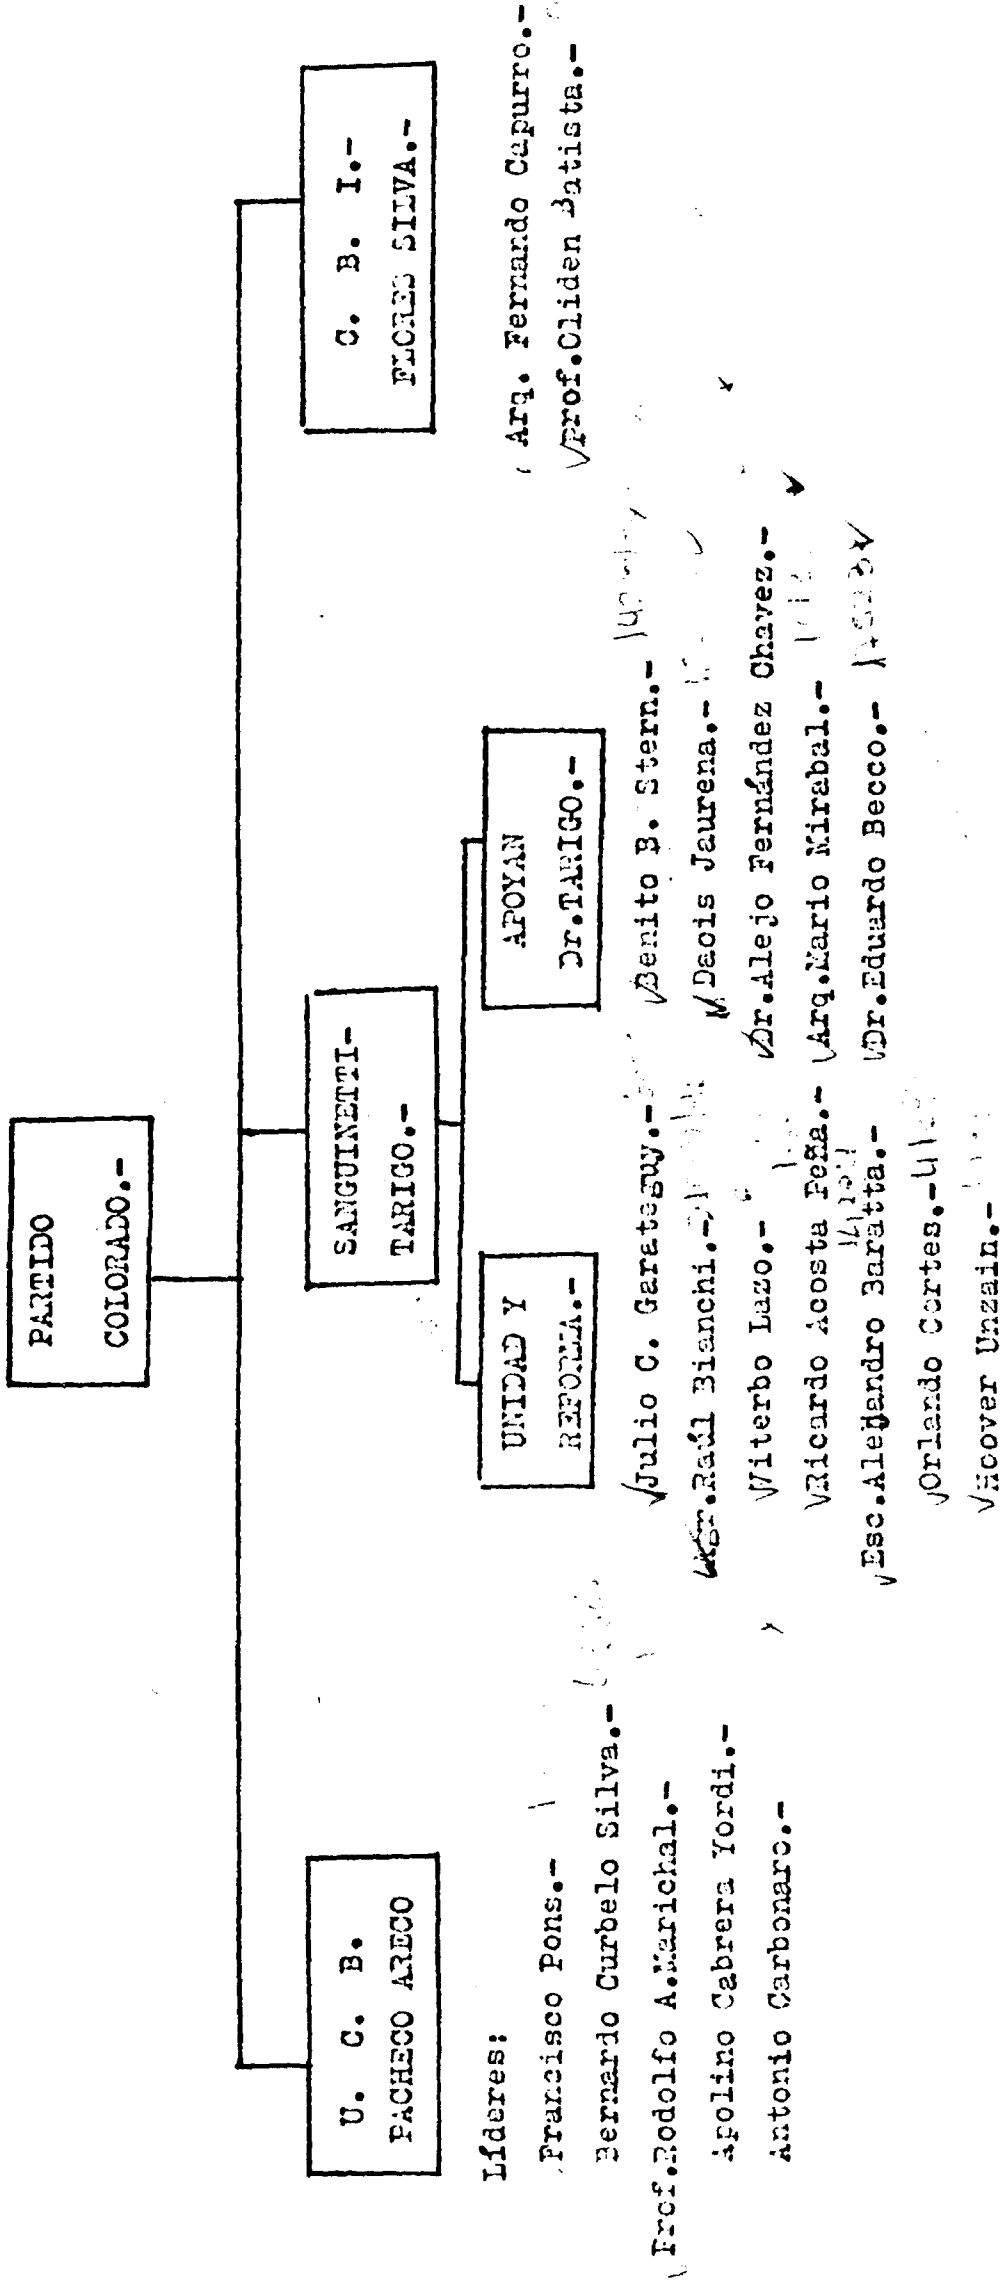 PARTIDO
COLORADO.-
U. C. B.
PACHECO ARECO
Líderes:
Francisco Pons.-
Bernardo Curbelo Silva.-
Prof.Rodolfo A.Marichal.-
Apolino Cabrera Yordi.-
Antonio Carbonaro.-
SANGUINETTI-
TARIGO.-
UNIDAD Y
REFORMA.-
Julio C. Garateguy.-
Raúl Bianchi.-
Witerbo Lazo.-
Ricardo Acosta Peña.-
Esc.Alejandro Baratta.-
Orlando Cortes.-
Hoover Unzain.-
APOYAN
Dr.TARIGO.-
Benito B. Stern.-
Daois Jaurena.-
Dr.Alejo Fernández Chavez.-
Arq.Mario Mirabal.-
Dr.Eduardo Becco.-
C. B. I.-
FLORES SILVA.-
Arq. Fernando Capurro.-
Prof.Cliden Batista.-